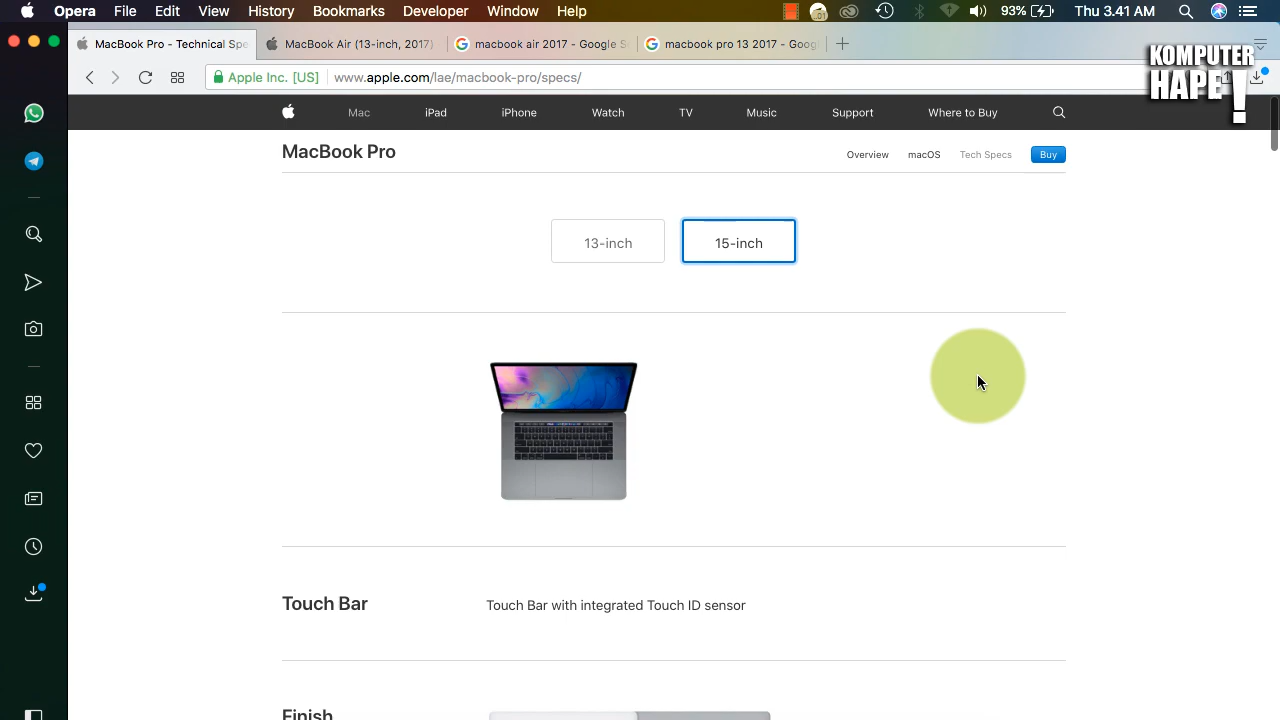 Opera File Edit View History Bookmarks Developer Window Help 93% Thu 3.41 AM
MacBook Pro - Technical Spe MacBook Air (13-inch, 2017) macbook air 2017 - Google S macbook pro 13 2017 - Goog
Apple Inc. [US] www.apple.com/lae/macbook-pro/specs/
KOMPUTER
HAPE!
Mac iPad iPhone Watch TV Music Support Where to Buy
MacBook Pro
Overview macOS Tech Specs Buy
13-inch 15-inch
Touch Bar Touch Bar with integrated Touch ID sensor
Finish